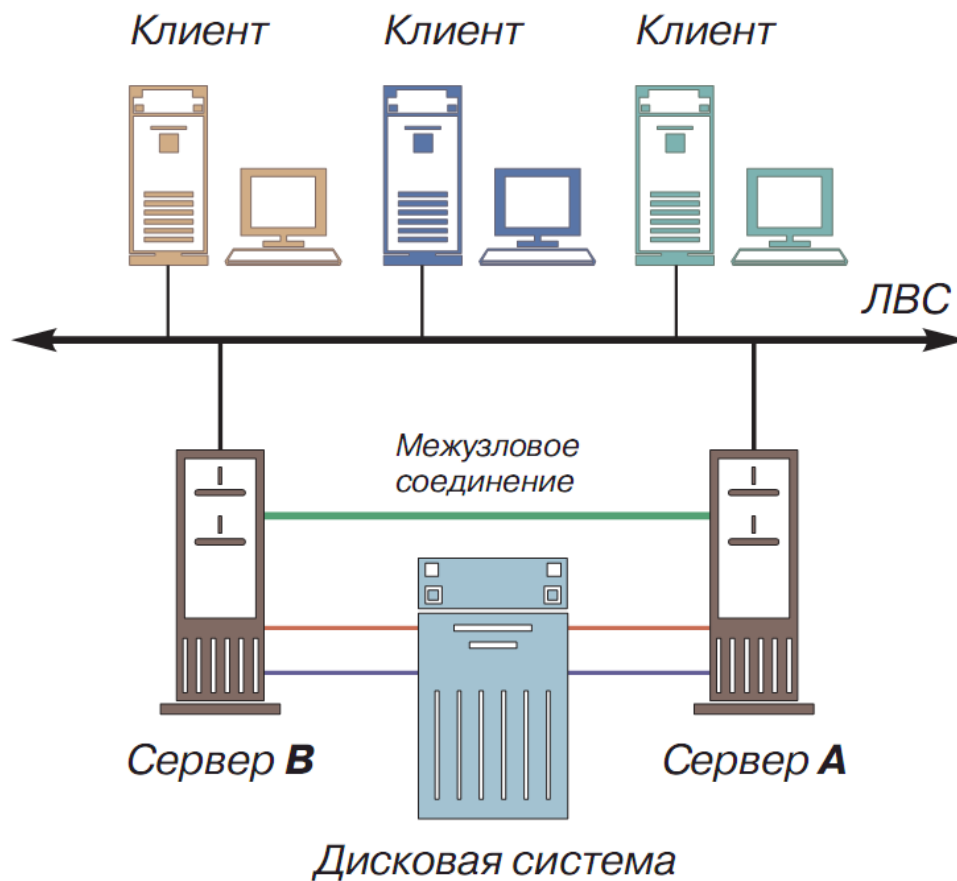 Клиент
Клиент
Клиент
ЛВС
Межузловое
соединение
Сервер B
Сервер A
Дисковая система